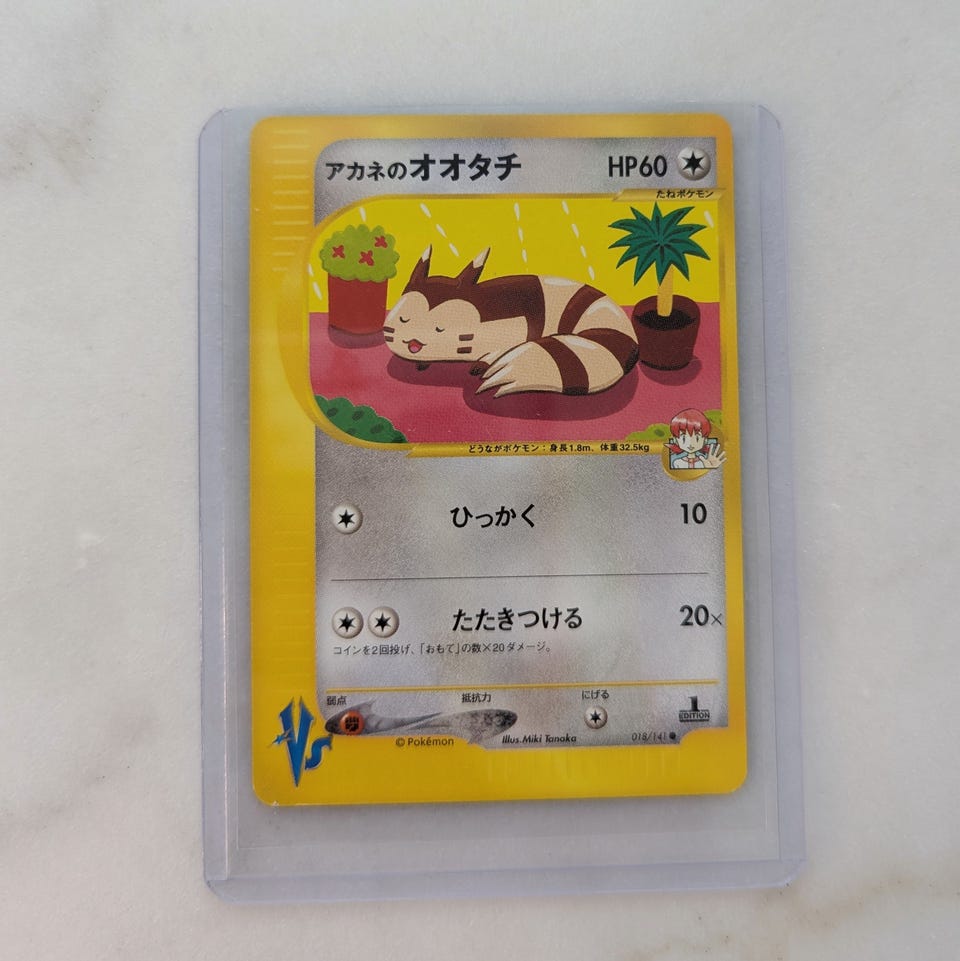 アカネのオオタチ HP60
たねポケモン
どうながポケモン：身長1.8m、体重32.5kg
ひっかく 10
たたきつける 20×
コインを2回投げ、「おもて」の数×20ダメージ。
弱点 抵抗力 にげる
1
EDITION
VS
© Pokémon Illus. Miki Tanaka 018/141